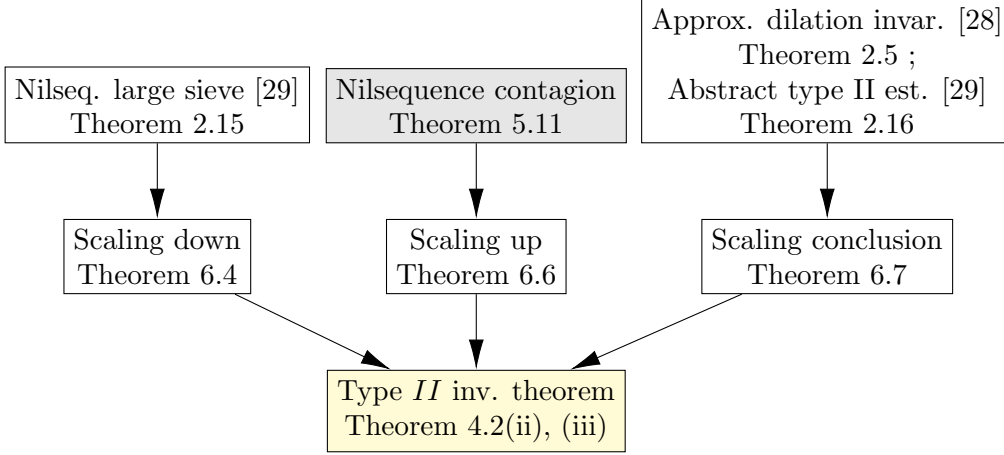 Nilseq. large sieve [29]
Theorem 2.15
Nilsequence contagion
Theorem 5.11
Approx. dilation invar. [28]
Theorem 2.5 ;
Abstract type II est. [29]
Theorem 2.16
Scaling down
Theorem 6.4
Scaling up
Theorem 6.6
Scaling conclusion
Theorem 6.7
Type II inv. theorem
Theorem 4.2(ii), (iii)